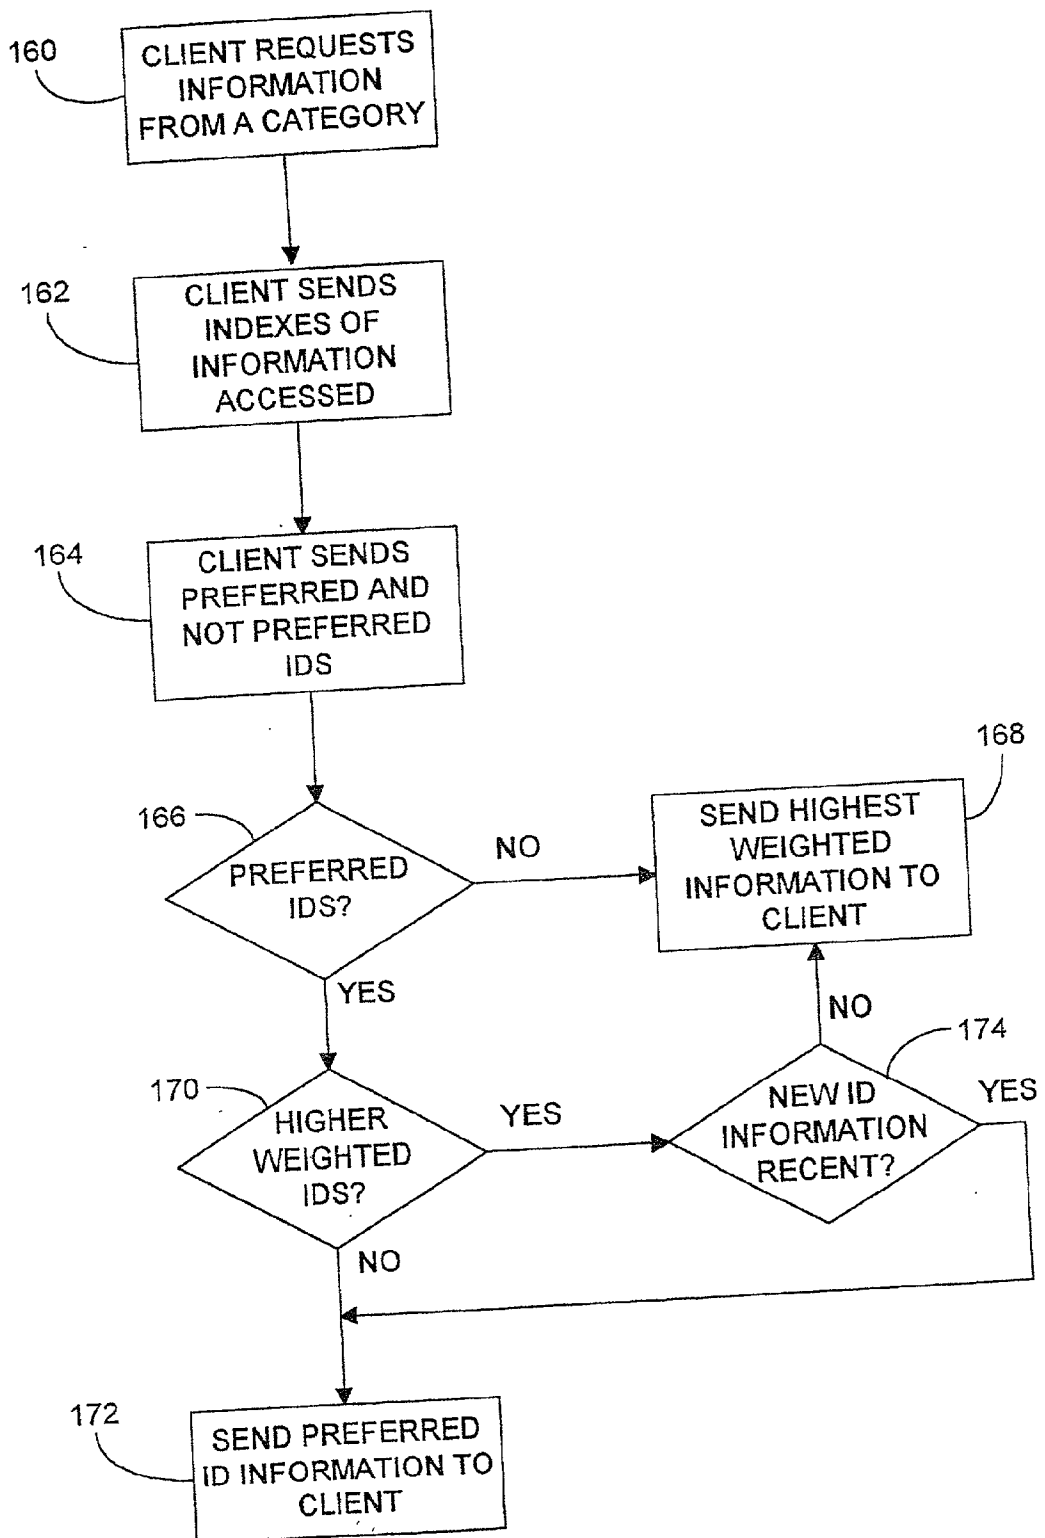 160
CLIENT REQUESTS
INFORMATION
FROM A CATEGORY
162
CLIENT SENDS
INDEXES OF
INFORMATION
ACCESSED
164
CLIENT SENDS
PREFERRED AND
NOT PREFERRED
IDS
166
PREFERRED
IDS?
NO
YES
168
SEND HIGHEST
WEIGHTED
INFORMATION TO
CLIENT
170
HIGHER
WEIGHTED
IDS?
YES
NO
174
NEW ID
INFORMATION
RECENT?
NO
YES
172
SEND PREFERRED
ID INFORMATION TO
CLIENT